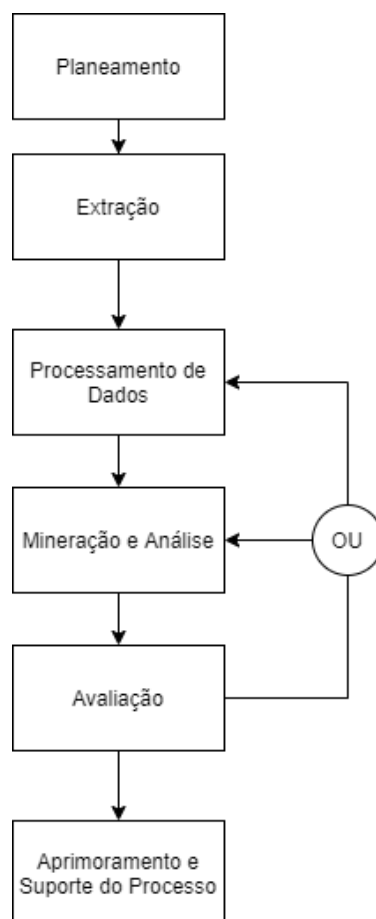 Planeamento
Extração
Processamento de
Dados
Mineração e Análise
OU
Avaliação
Aprimoramento e
Suporte do Processo